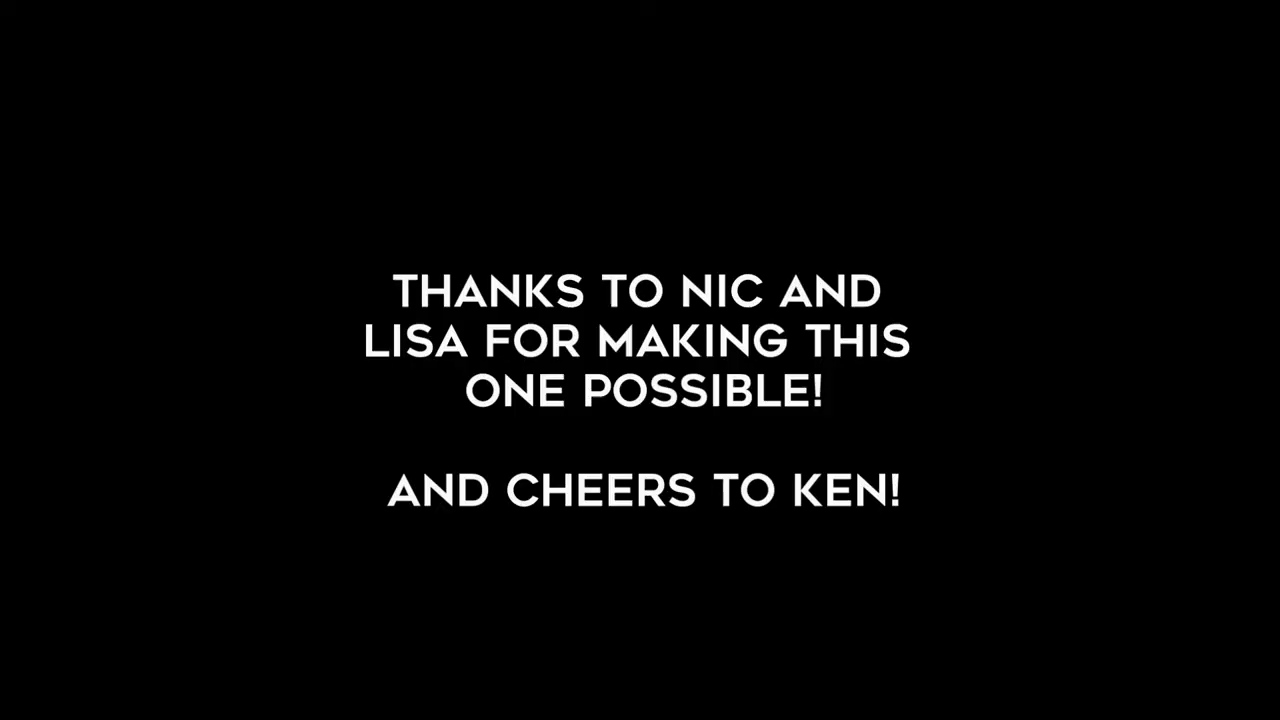 THANKS TO NIC AND
LISA FOR MAKING THIS
ONE POSSIBLE!
AND CHEERS TO KEN!